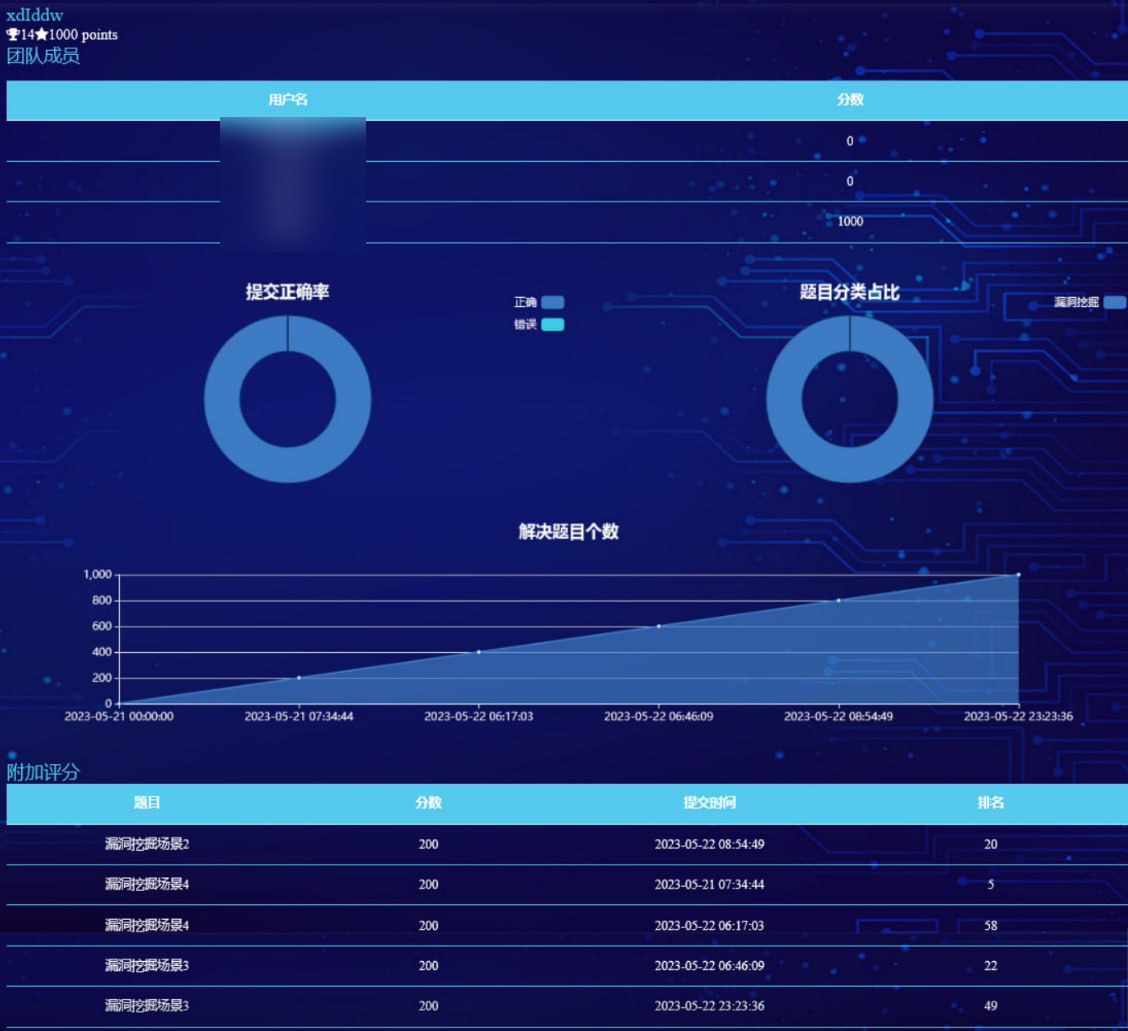 xdIddw
14 1000 points
团队成员
用户名 分数
0
0
1000
提交正确率
正确
错误
题目分类占比
漏洞挖掘
解决题目个数
1,000
800
600
400
200
0
2023-05-21 00:00:00 2023-05-21 07:34:44 2023-05-22 06:17:03 2023-05-22 06:46:09 2023-05-22 08:54:49 2023-05-22 23:23:36
附加评分
题目 分数 提交时间 排名
漏洞挖掘场景2 200 2023-05-22 08:54:49 20
漏洞挖掘场景4 200 2023-05-21 07:34:44 5
漏洞挖掘场景4 200 2023-05-22 06:17:03 58
漏洞挖掘场景3 200 2023-05-22 06:46:09 22
漏洞挖掘场景3 200 2023-05-22 23:23:36 49